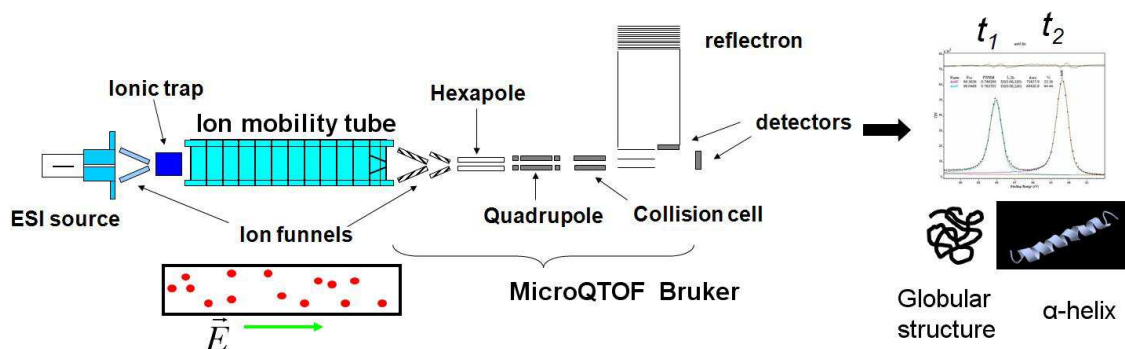 t1 t2
reflectron
Ionic trap
Hexapole
Ion mobility tube
detectors
ESI source
Ion funnels
Quadrupole
Collision cell
MicroQTOF Bruker
E
Globular
structure
α-helix